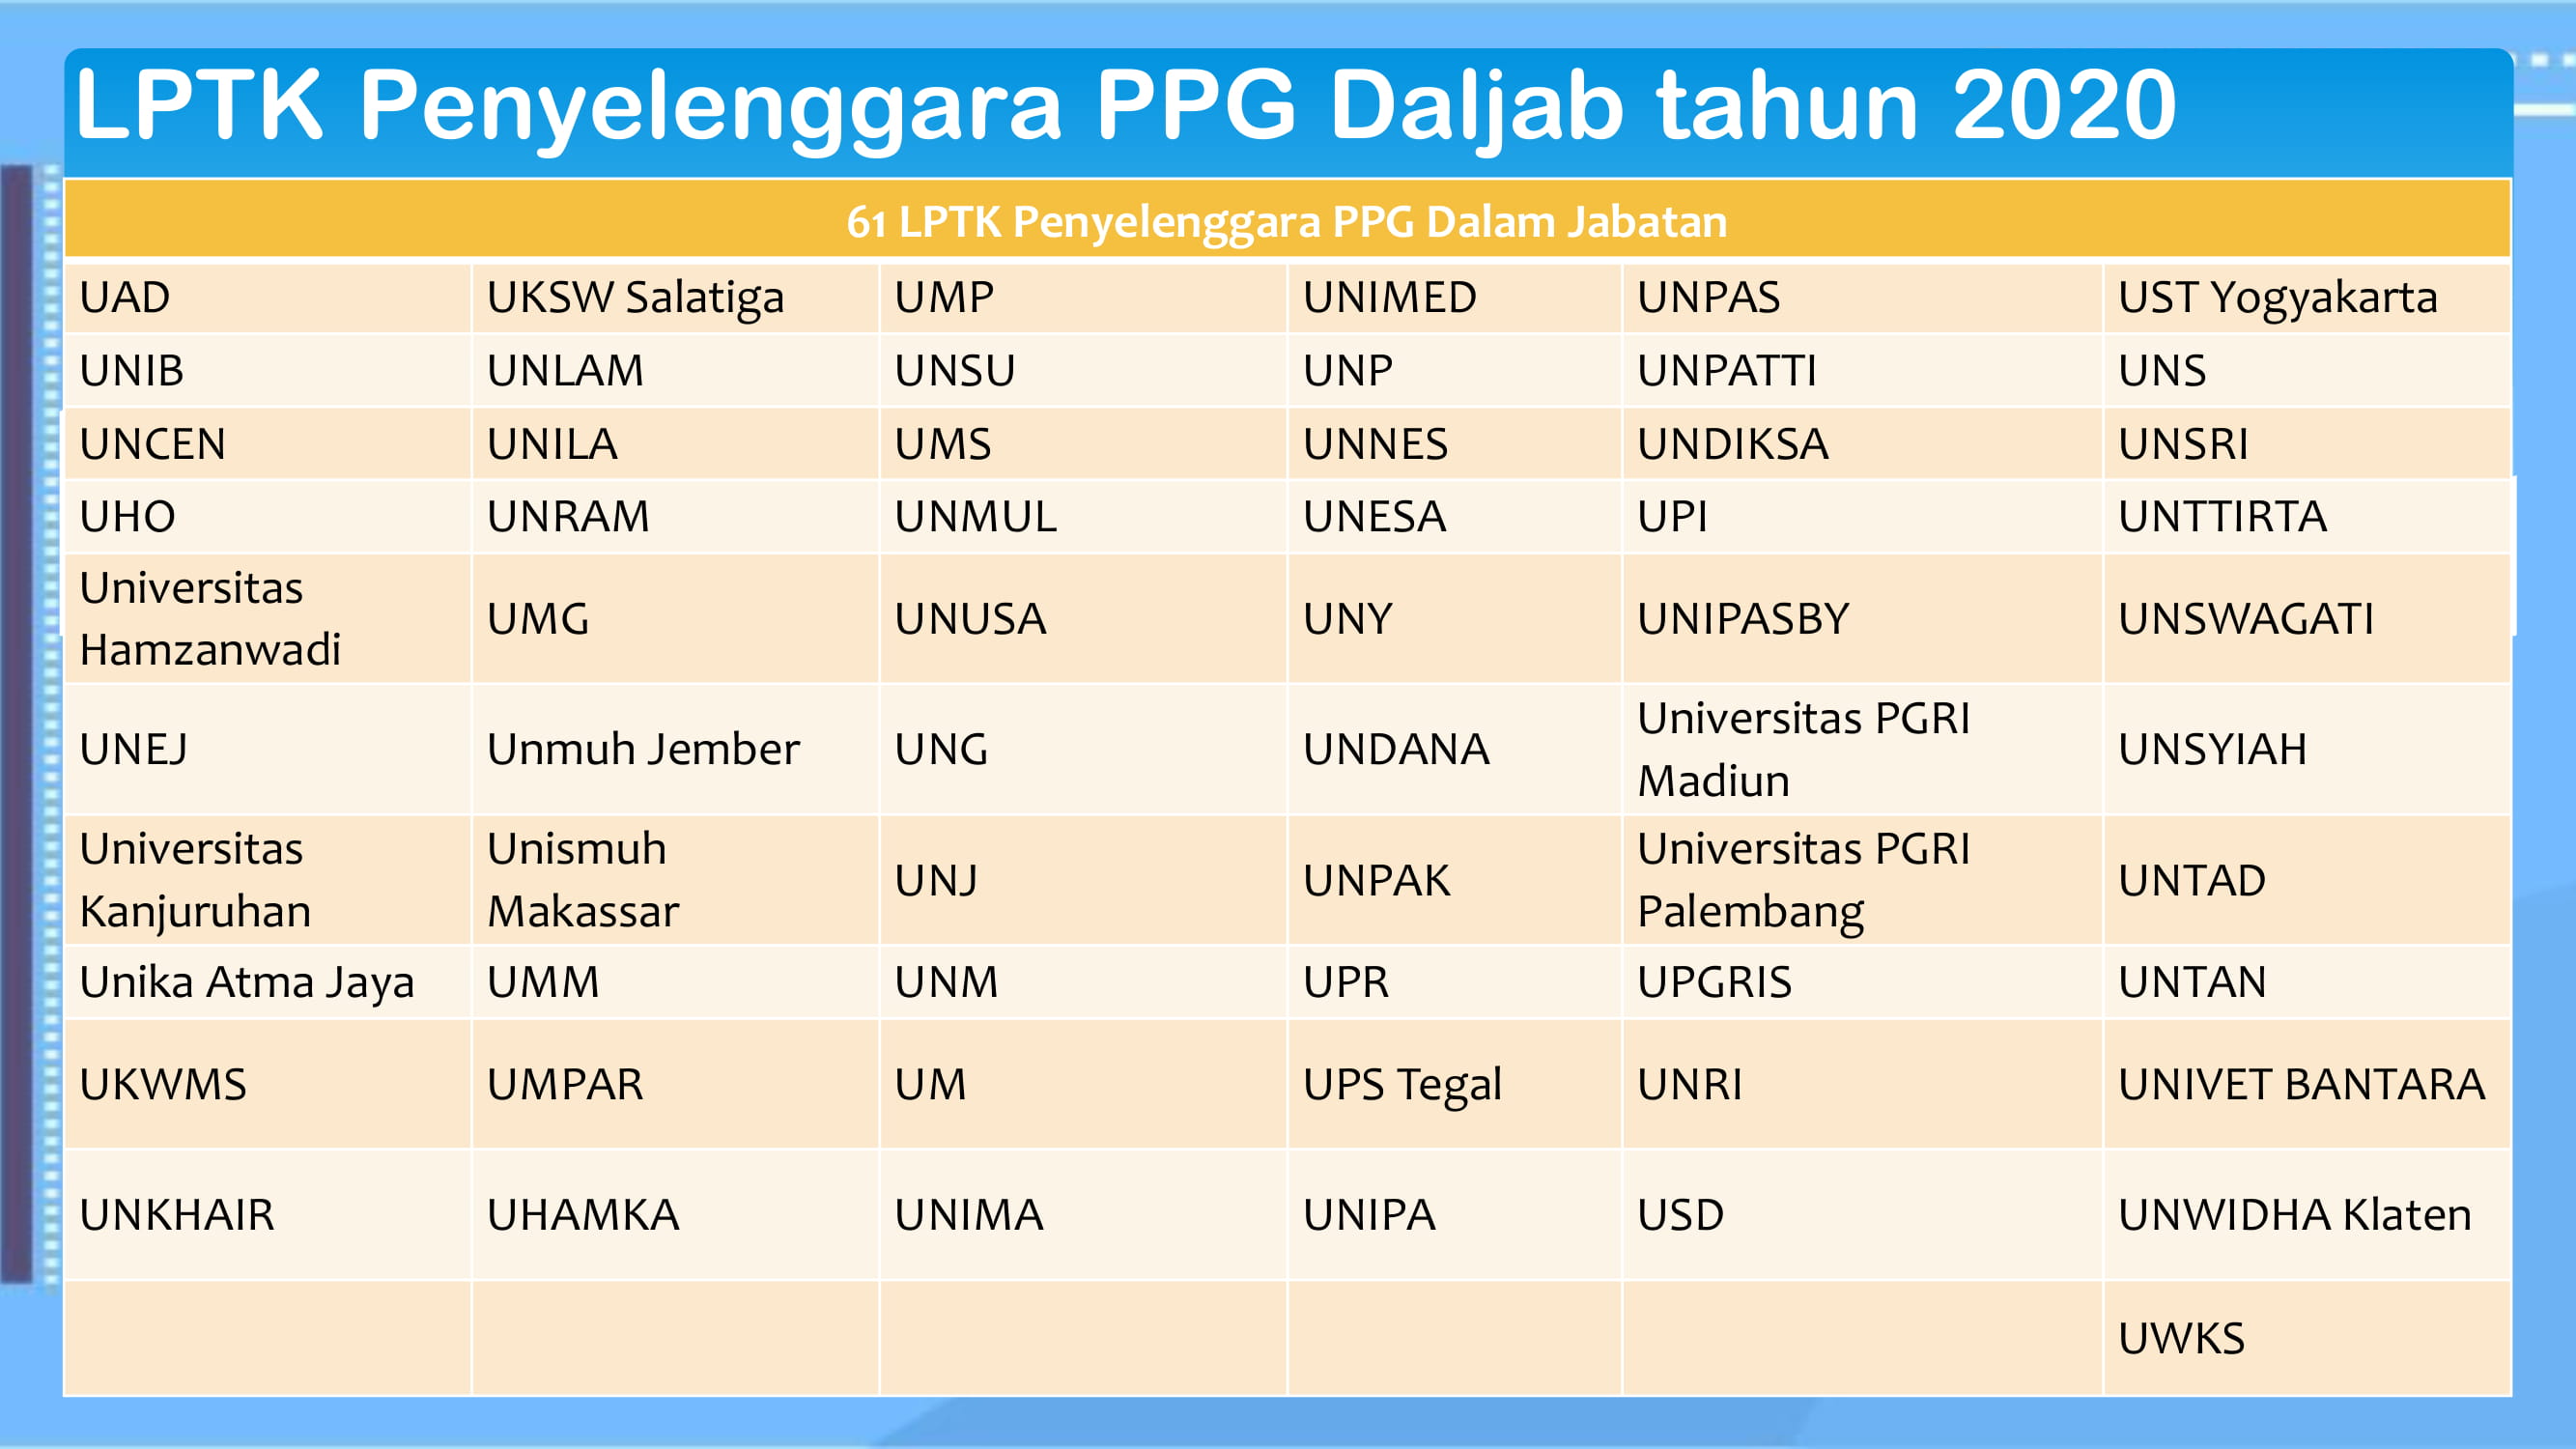 LPTK Penyelenggara PPG Daljab tahun 2020
61 LPTK Penyelenggara PPG Dalam Jabatan
UAD UKSW Salatiga UMP UNIMED UNPAS UST Yogyakarta
UNIB UNLAM UNSU UNP UNPATTI UNS
UNCEN UNILA UMS UNNES UNDIKSA UNSRI
UHO UNRAM UNMUL UNESA UPI UNTTIRTA
Universitas
Hamzanwadi UMG UNUSA UNY UNIPASBY UNSWAGATI
UNEJ Unmuh Jember UNG UNDANA Universitas PGRI
Madiun UNSYIAH
Universitas
Kanjuruhan Unismuh
Makassar UNJ UNPAK Universitas PGRI
Palembang UNTAD
Unika Atma Jaya UMM UNM UPR UPGRIS UNTAN
UKWMS UMPAR UM UPS Tegal UNRI UNIVET BANTARA
UNKHAIR UHAMKA UNIMA UNIPA USD UNWIDHA Klaten
UWKS